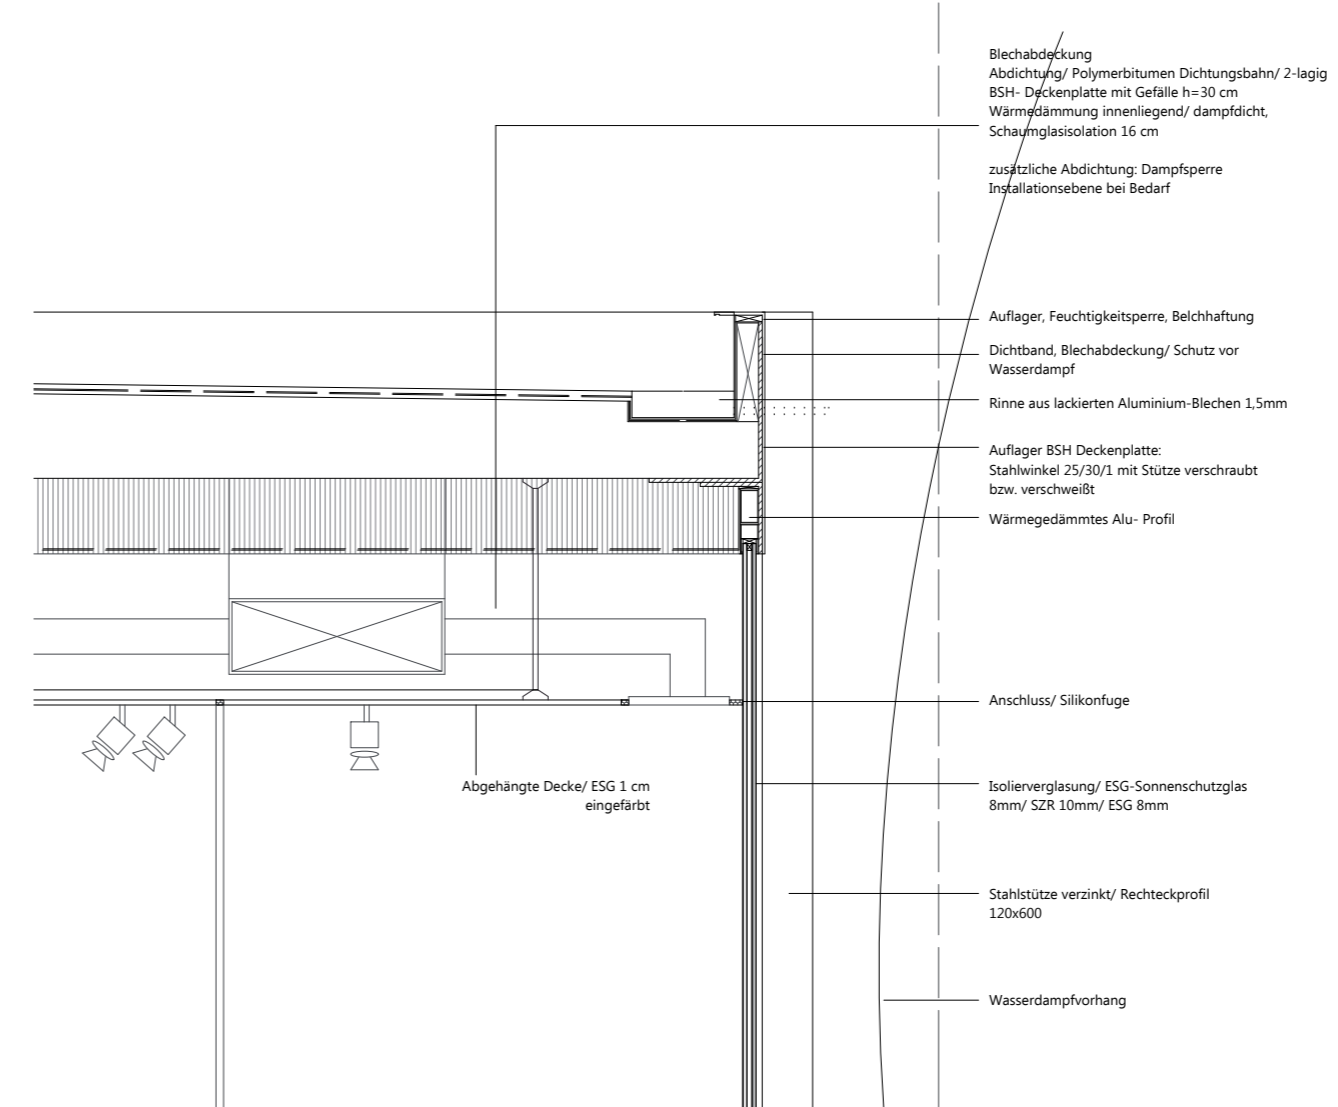 Blechabdeckung
Abdichtung/ Polymerbitumen Dichtungsbahn/ 2-lagig
BSH- Deckenplatte mit Gefälle h=30 cm
Wärmedämmung innenliegend/ dampfdicht,
Schaumglasisolation 16 cm
zusätzliche Abdichtung: Dampfsperre
Installationsebene bei Bedarf
Auflager, Feuchtigkeitsperre, Belchhaftung
Dichtband, Blechabdeckung/ Schutz vor
Wasserdampf
Rinne aus lackierten Aluminium-Blechen 1,5mm
Auflager BSH Deckenplatte:
Stahlwinkel 25/30/1 mit Stütze verschraubt
bzw. verschweißt
Wärmegedämmtes Alu- Profil
Anschluss/ Silikonfuge
Abgehängte Decke/ ESG 1 cm
eingefärbt
Isolierverglasung/ ESG-Sonnenschutzglas
8mm/ SZR 10mm/ ESG 8mm
Stahlstütze verzinkt/ Rechteckprofil
120x600
Wasserdampfvorhang